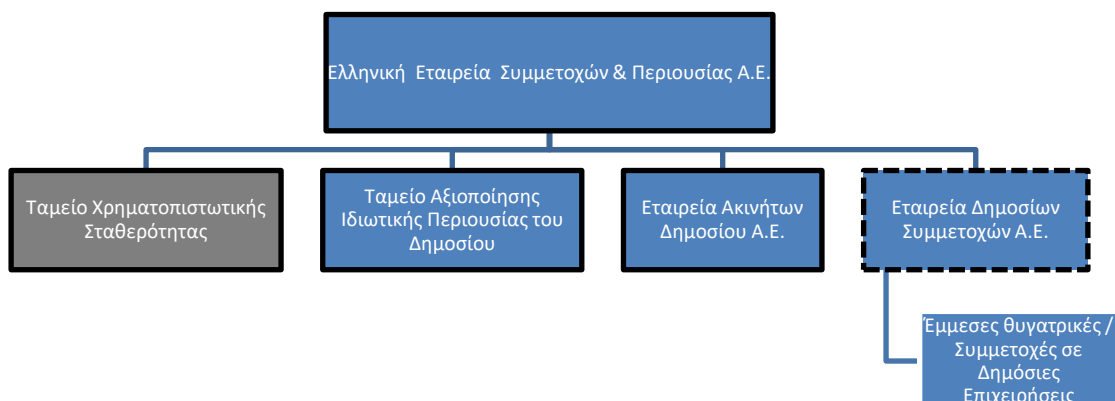 Ελληνική Εταιρεία Συμμετοχών & Περιουσίας Α.Ε.
Ταμείο Χρηματοπιστωτικής
Σταθερότητας
Ταμείο Αξιοποίησης
Ιδιωτικής Περιουσίας του
Δημοσίου
Εταιρεία Ακινήτων
Δημοσίου Α.Ε.
Εταιρεία Δημοσίων
Συμμετοχών Α.Ε.
Έμμεσες θυγατρικές /
Συμμετοχές σε
Δημόσιες
Επιχειρήσεις